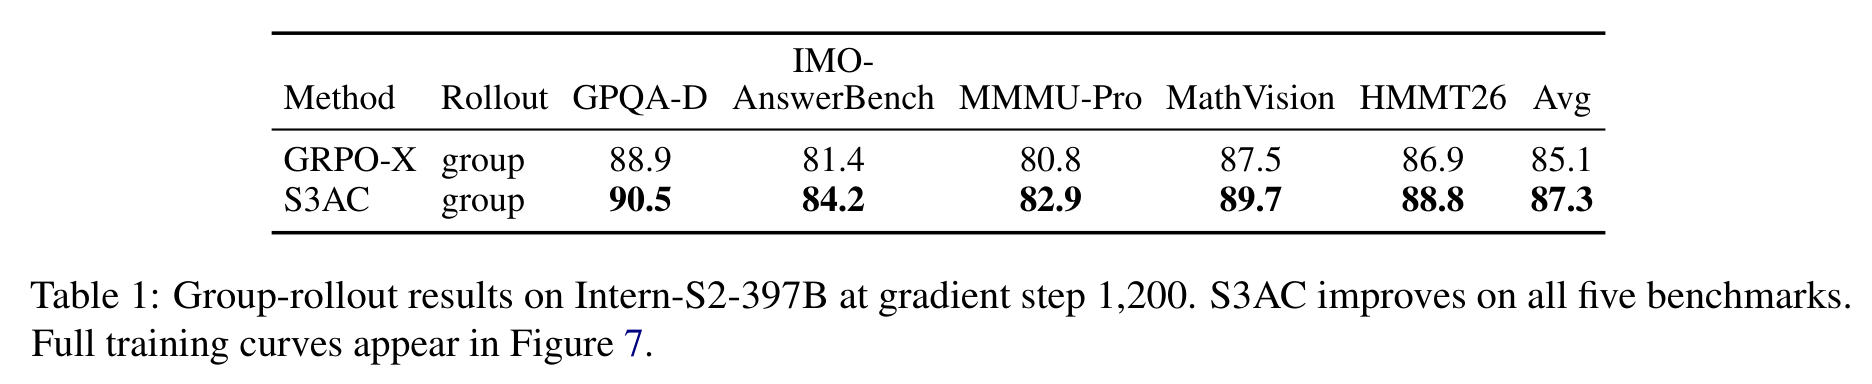 IMO-
Method Rollout GPQA-D AnswerBench MMMU-Pro MathVision HMMT26 Avg
GRPO-X group 88.9 81.4 80.8 87.5 86.9 85.1
S3AC group 90.5 84.2 82.9 89.7 88.8 87.3
Table 1: Group-rollout results on Intern-S2-397B at gradient step 1,200. S3AC improves on all five benchmarks.
Full training curves appear in Figure 7.